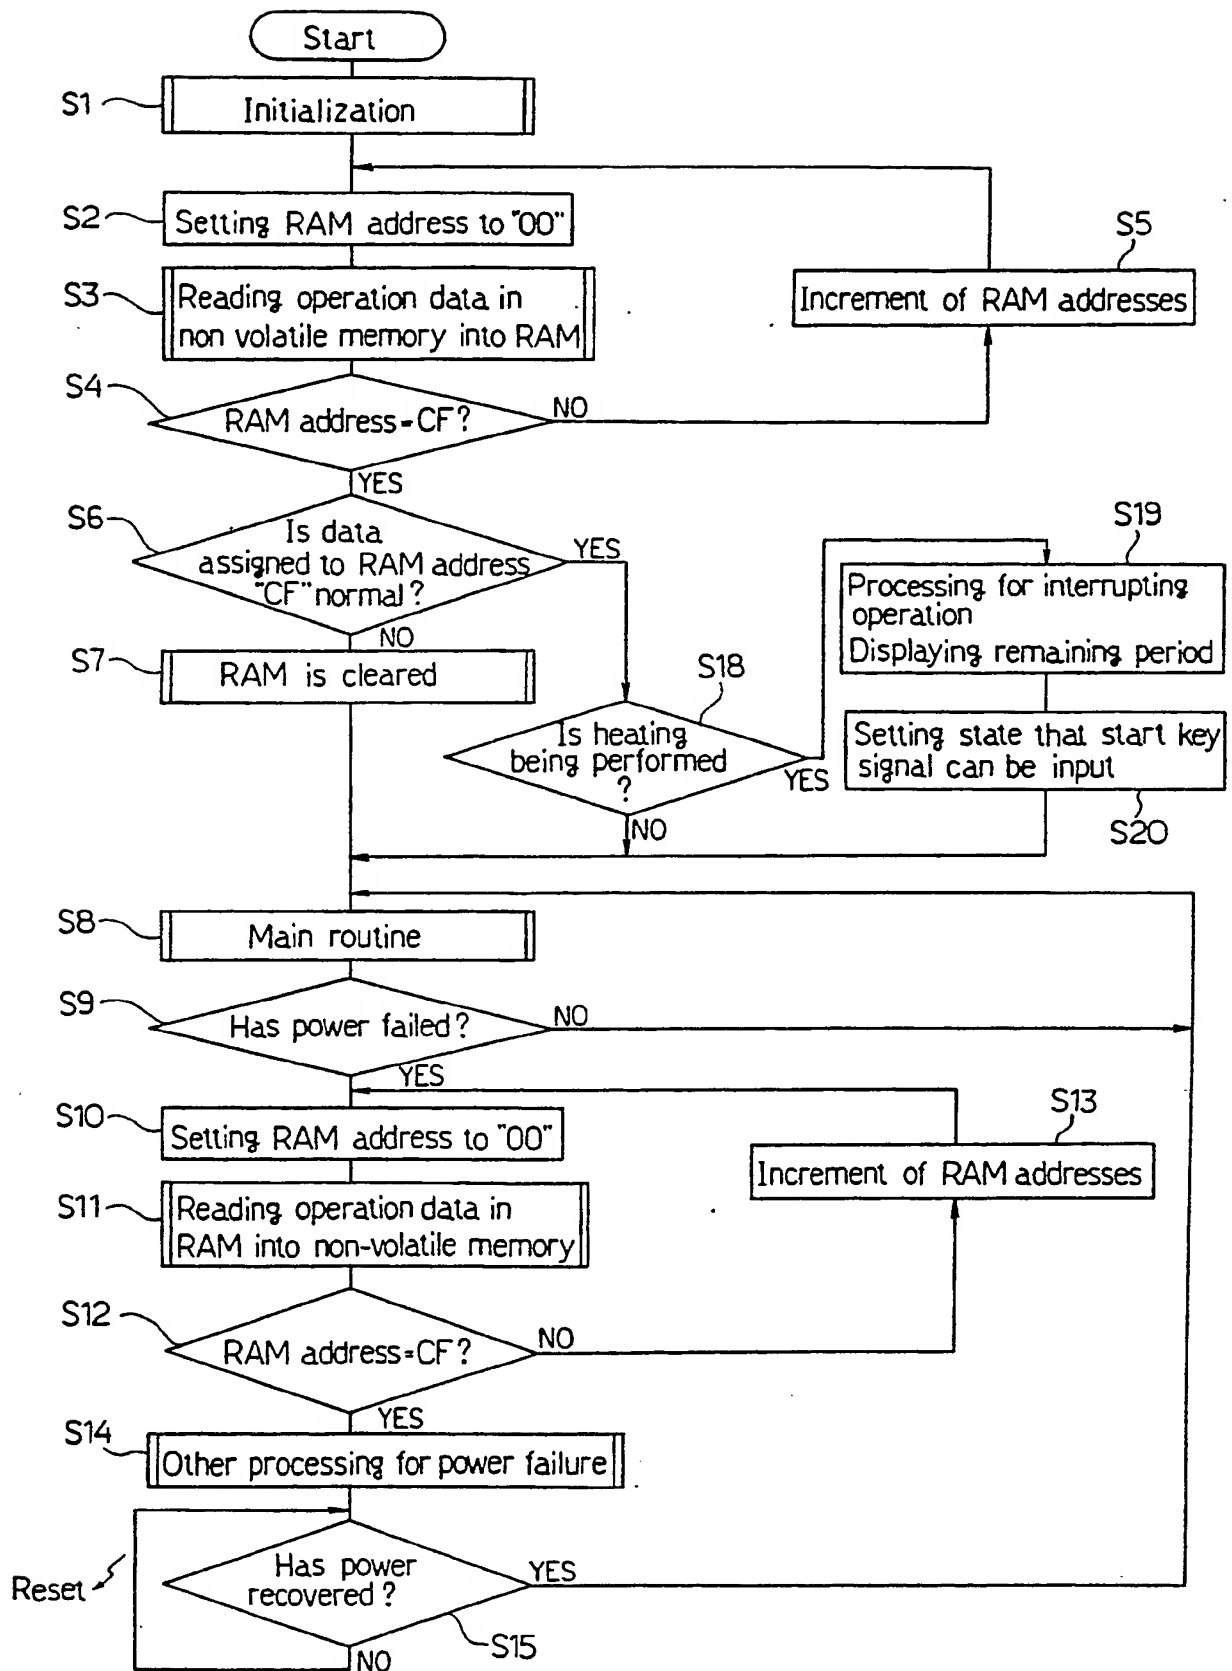 Start
S1
Initialization
S2
Setting RAM address to "00"
S5
Increment of RAM addresses
S3
Reading operation data in
non volatile memory into RAM
S4
RAM address=CF?
NO
YES
S6
Is data
assigned to RAM address
"CF" normal?
YES
NO
S19
Processing for interrupting
operation
Displaying remaining period
S7
RAM is cleared
S18
Is heating
being performed
?
YES
NO
Setting state that start key
signal can be input
S20
S8
Main routine
S9
Has power failed?
NO
YES
S10
Setting RAM address to "00"
S13
Increment of RAM addresses
S11
Reading operation data in
RAM into non-volatile memory
S12
RAM address=CF?
NO
YES
S14
Other processing for power failure
Reset
Has power
recovered?
YES
S15
NO